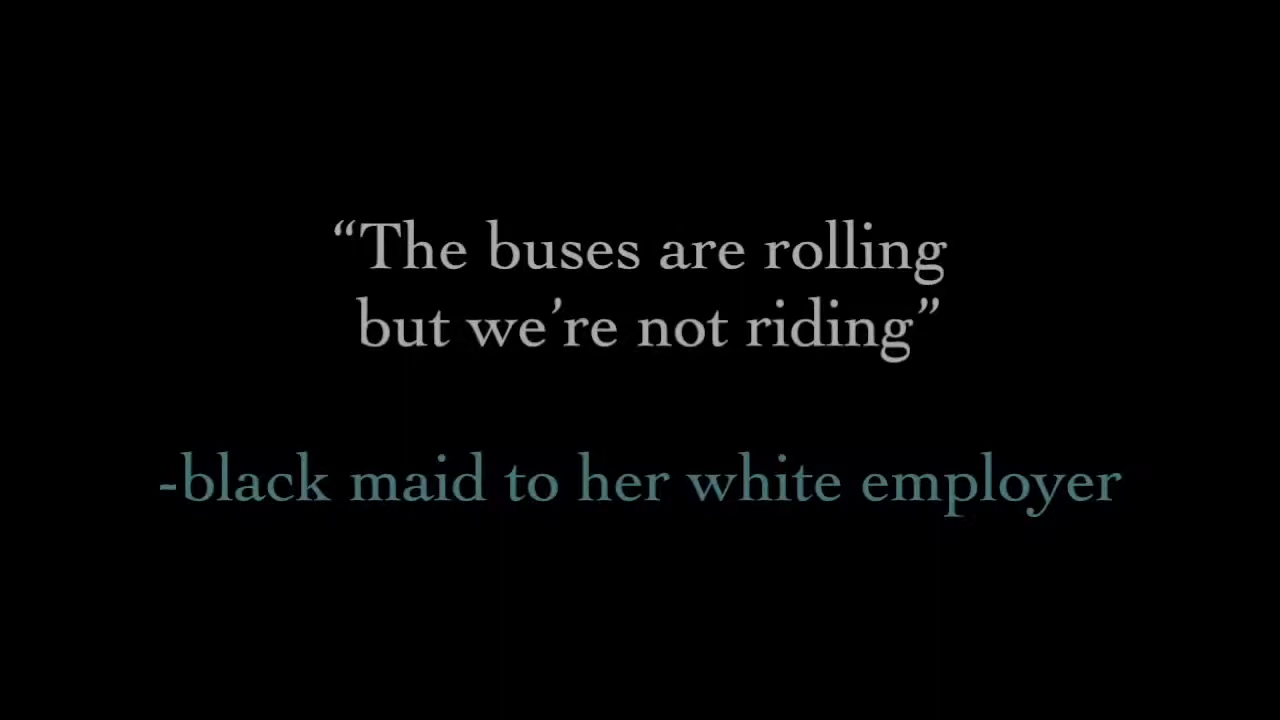 “The buses are rolling
but we’re not riding”
-black maid to her white employer